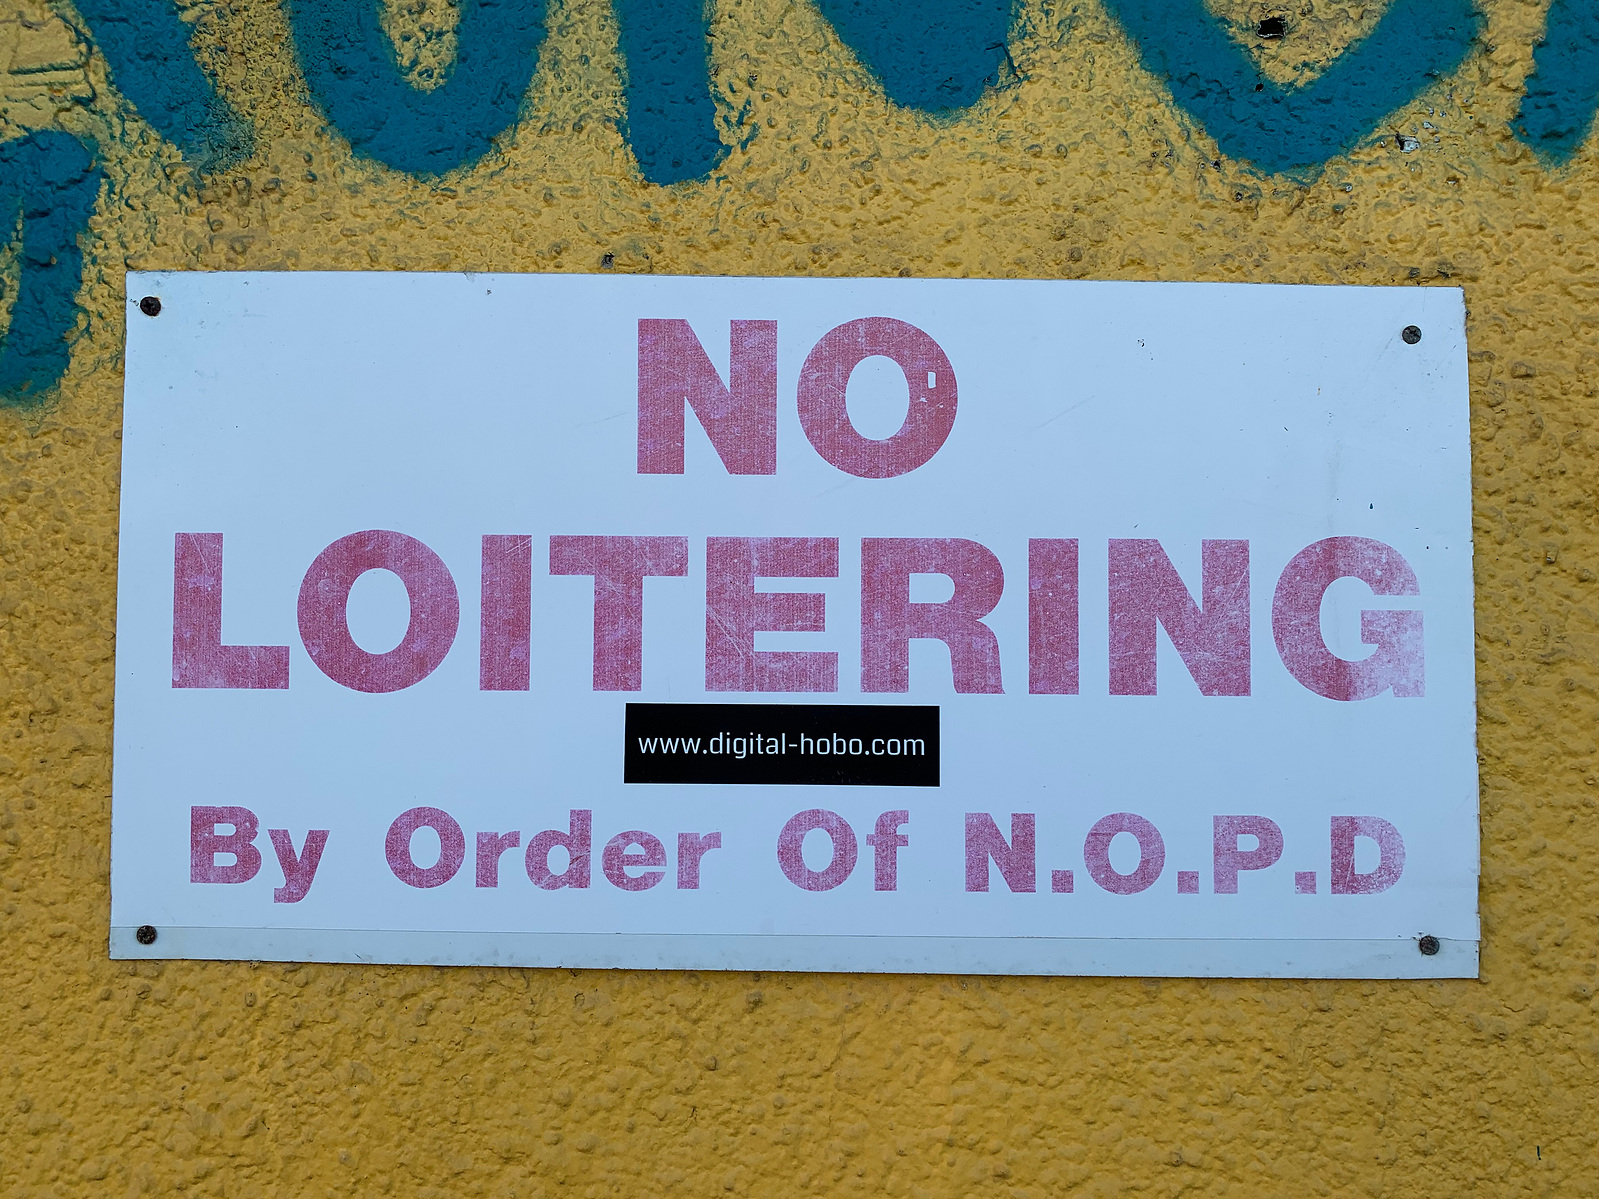 NO
LOITERING
www.digital-hobo.com
By Order Of N.O.P.D